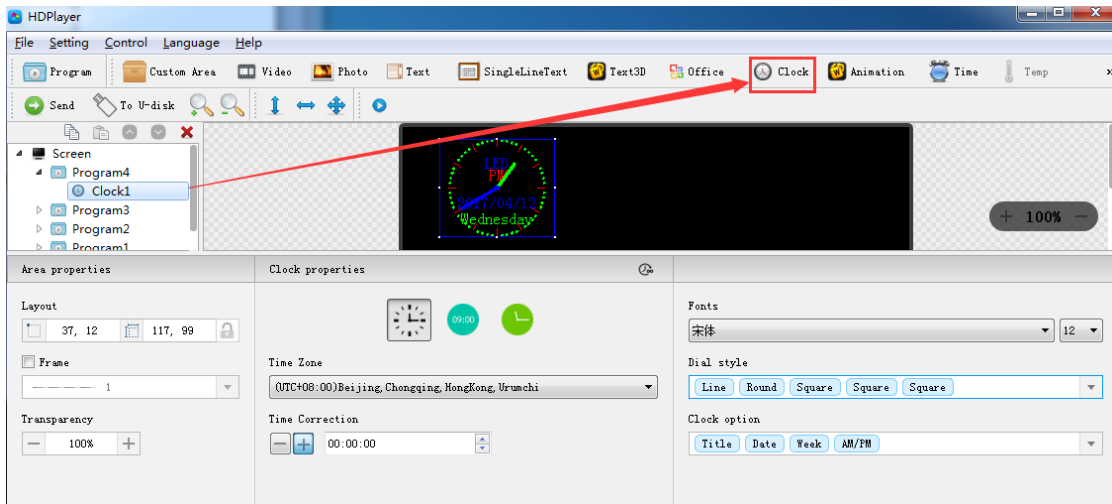 HDPlayer
File Setting Control Language Help
Program Custom Area Video Photo Text SingleLineText Text3D Office Clock Animation Time Temp »
Send To U-disk
Screen
Program4
Clock1
Program3
Program2
Program1
LED
PM
2017/04/12
Wednesday
+ 100% −
Area properties
Clock properties
Layout
37, 12 117, 99
Frame
1
Transparency
— 100% +
09:00
Time Zone
(UTC+08:00)Beijing, Chongqing, HongKong, Urumchi
Time Correction
— + 00:00:00
Fonts
宋体 12
Dial style
Line Round Square Square Square
Clock option
Title Date Week AM/PM